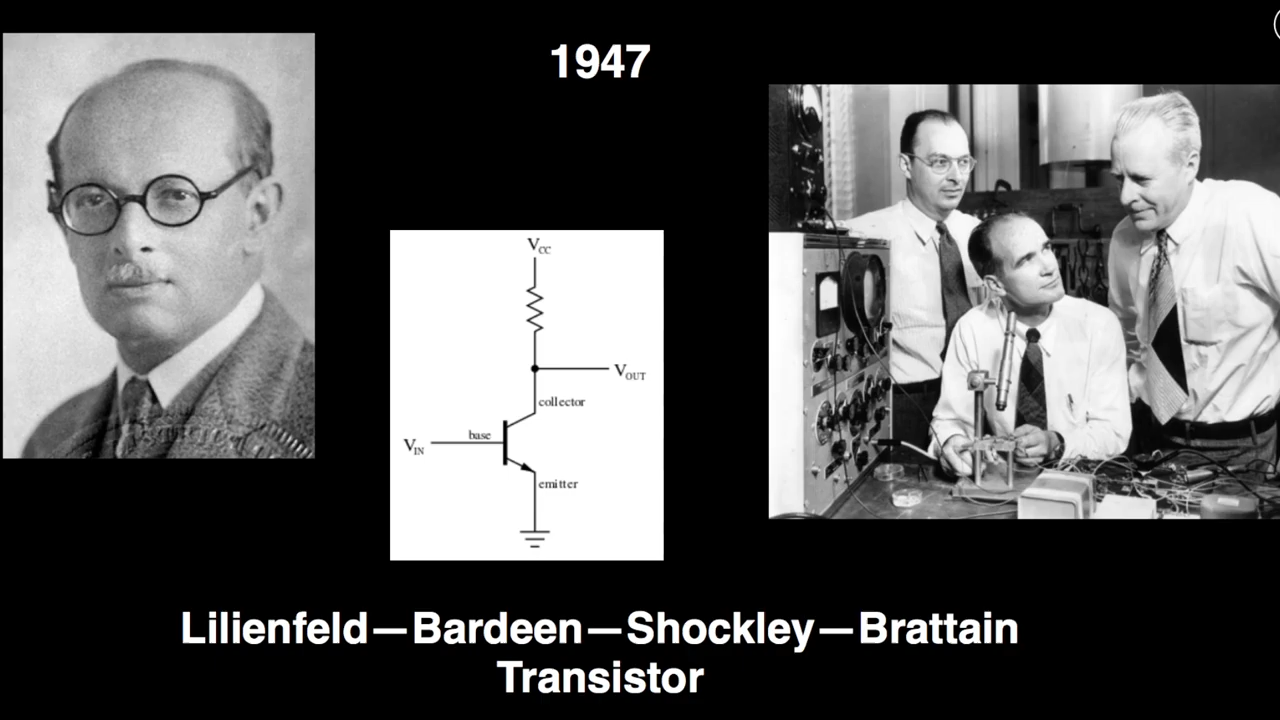 1947
V_CC
V_OUT
collector
base
V_IN
emitter
Lilienfeld—Bardeen—Shockley—Brattain
Transistor